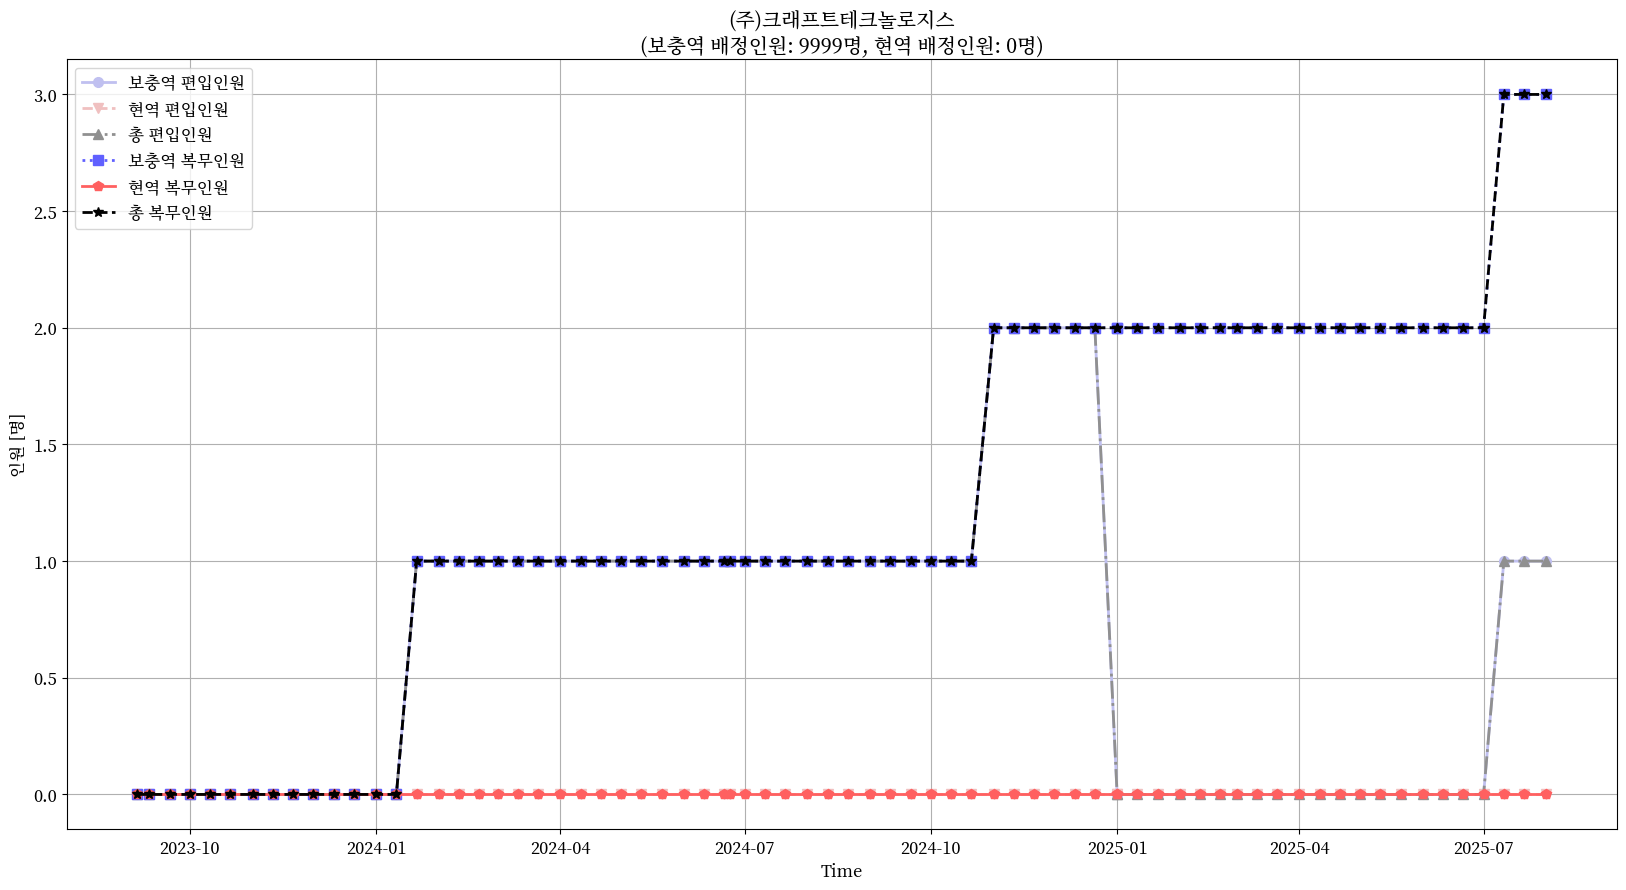 (주)크래프트테크놀로지스
(보충역 배정인원: 9999명, 현역 배정인원: 0명)
보충역 편입인원
현역 편입인원
총 편입인원
보충역 복무인원
현역 복무인원
총 복무인원
3.0
2.5
2.0
1.5
1.0
0.5
0.0
인원 [명]
2023-10 2024-01 2024-04 2024-07 2024-10 2025-01 2025-04 2025-07
Time